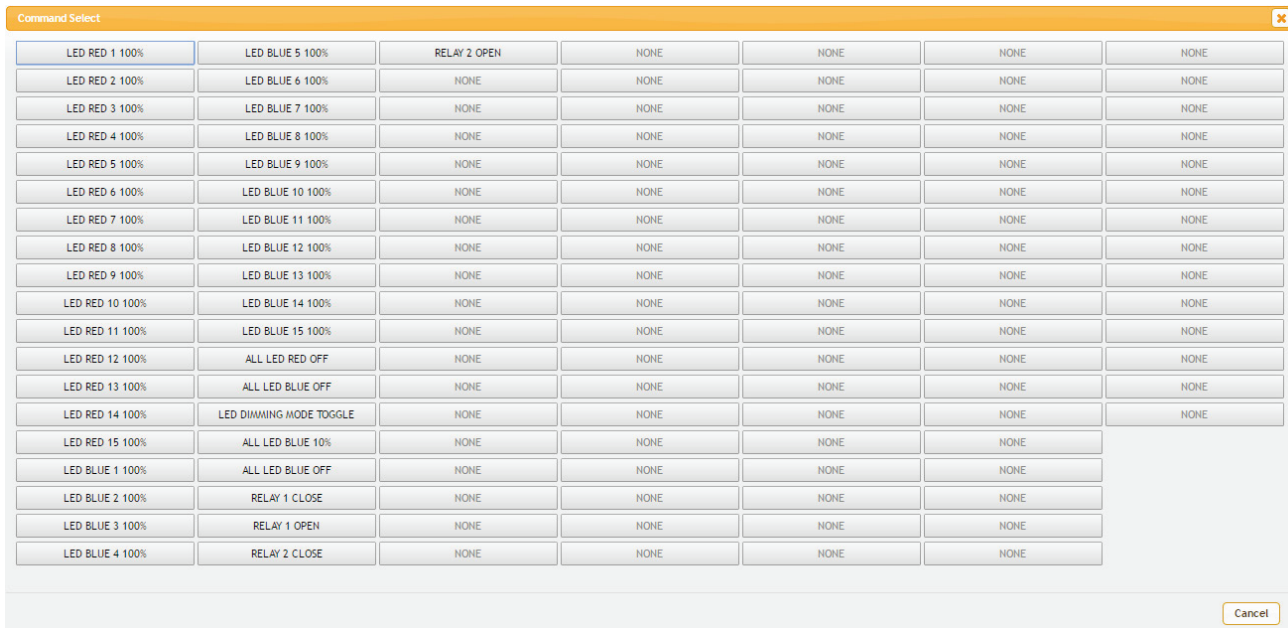 Command Select
LED RED 1 100% LED BLUE 5 100% RELAY 2 OPEN NONE NONE NONE NONE
LED RED 2 100% LED BLUE 6 100% NONE NONE NONE NONE NONE
LED RED 3 100% LED BLUE 7 100% NONE NONE NONE NONE NONE
LED RED 4 100% LED BLUE 8 100% NONE NONE NONE NONE NONE
LED RED 5 100% LED BLUE 9 100% NONE NONE NONE NONE NONE
LED RED 6 100% LED BLUE 10 100% NONE NONE NONE NONE NONE
LED RED 7 100% LED BLUE 11 100% NONE NONE NONE NONE NONE
LED RED 8 100% LED BLUE 12 100% NONE NONE NONE NONE NONE
LED RED 9 100% LED BLUE 13 100% NONE NONE NONE NONE NONE
LED RED 10 100% LED BLUE 14 100% NONE NONE NONE NONE NONE
LED RED 11 100% LED BLUE 15 100% NONE NONE NONE NONE NONE
LED RED 12 100% ALL LED RED OFF NONE NONE NONE NONE NONE
LED RED 13 100% ALL LED BLUE OFF NONE NONE NONE NONE NONE
LED RED 14 100% LED DIMMING MODE TOGGLE NONE NONE NONE NONE NONE
LED RED 15 100% ALL LED BLUE 10% NONE NONE NONE NONE
LED BLUE 1 100% ALL LED BLUE OFF NONE NONE NONE NONE
LED BLUE 2 100% RELAY 1 CLOSE NONE NONE NONE NONE
LED BLUE 3 100% RELAY 1 OPEN NONE NONE NONE NONE
LED BLUE 4 100% RELAY 2 CLOSE NONE NONE NONE NONE
Cancel